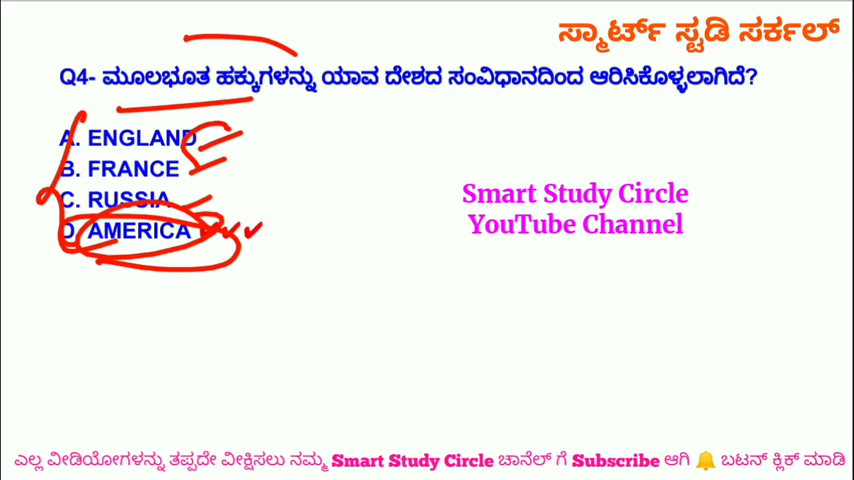 ಸ್ಮಾರ್ಟ್ ಸ್ಟಡಿ ಸರ್ಕಲ್
Q4- ಮೂಲಭೂತ ಹಕ್ಕುಗಳನ್ನು ಯಾವ ದೇಶದ ಸಂವಿಧಾನದಿಂದ ಆರಿಸಿಕೊಳ್ಳಲಾಗಿದೆ?
A. ENGLAND
B. FRANCE
C. RUSSIA
D. AMERICA
Smart Study Circle
YouTube Channel
ಎಲ್ಲ ವೀಡಿಯೋಗಳನ್ನು ತಪ್ಪದೇ ವೀಕ್ಷಿಸಲು ನಮ್ಮ Smart Study Circle ಚಾನೆಲ್ ಗೆ Subscribe ಆಗಿ 🔔 ಬಟನ್ ಕ್ಲಿಕ್ ಮಾಡಿ